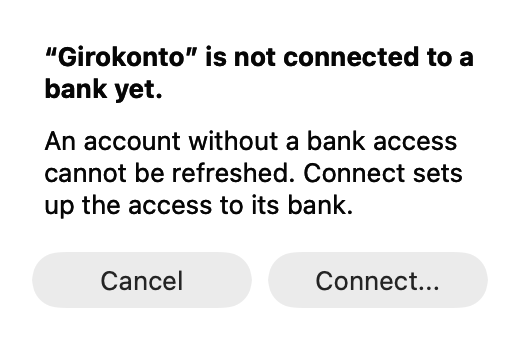 “Girokonto” is not connected to a
bank yet.
An account without a bank access
cannot be refreshed. Connect sets
up the access to its bank.
Cancel
Connect...